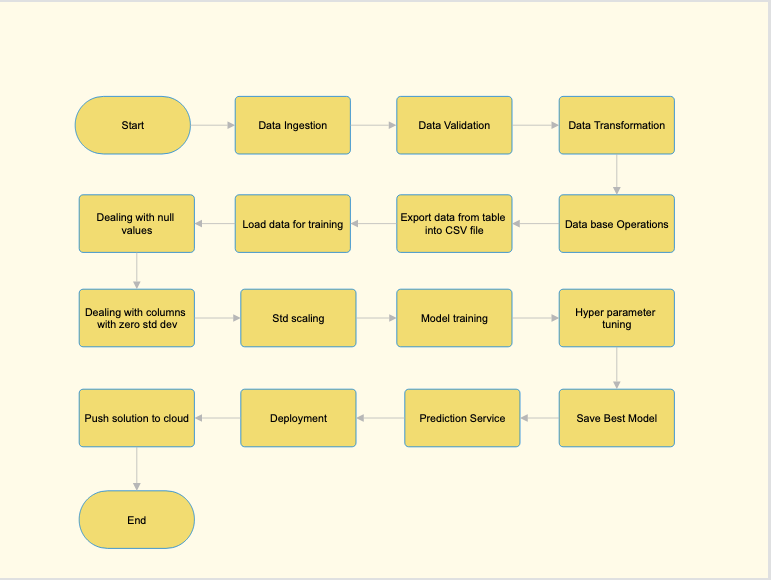 Start
Data Ingestion
Data Validation
Data Transformation
Data base Operations
Export data from table
into CSV file
Load data for training
Dealing with null
values
Dealing with columns
with zero std dev
Std scaling
Model training
Hyper parameter
tuning
Save Best Model
Prediction Service
Deployment
Push solution to cloud
End